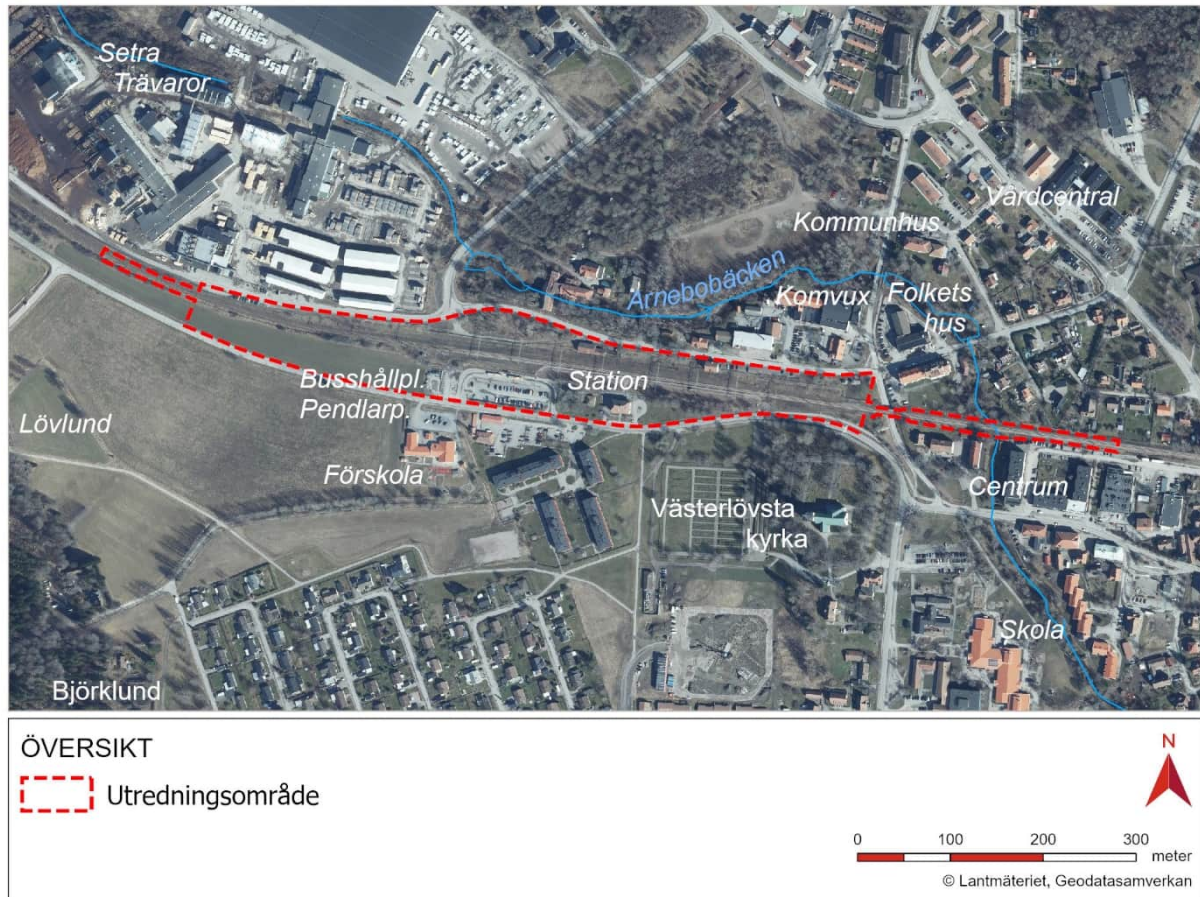 Setra
Trävaror
Vårdcentral
Kommunhus
Arnebobäcken
Komvux
Folkets
hus
Busshållpl.
Pendlarp.
Station
Lövlund
Förskola
Centrum
Västerlövsta
kyrka
Skola
Björklund
ÖVERSIKT
Utredningsområde
N
0 100 200 300
meter
© Lantmäteriet, Geodatasamverkan